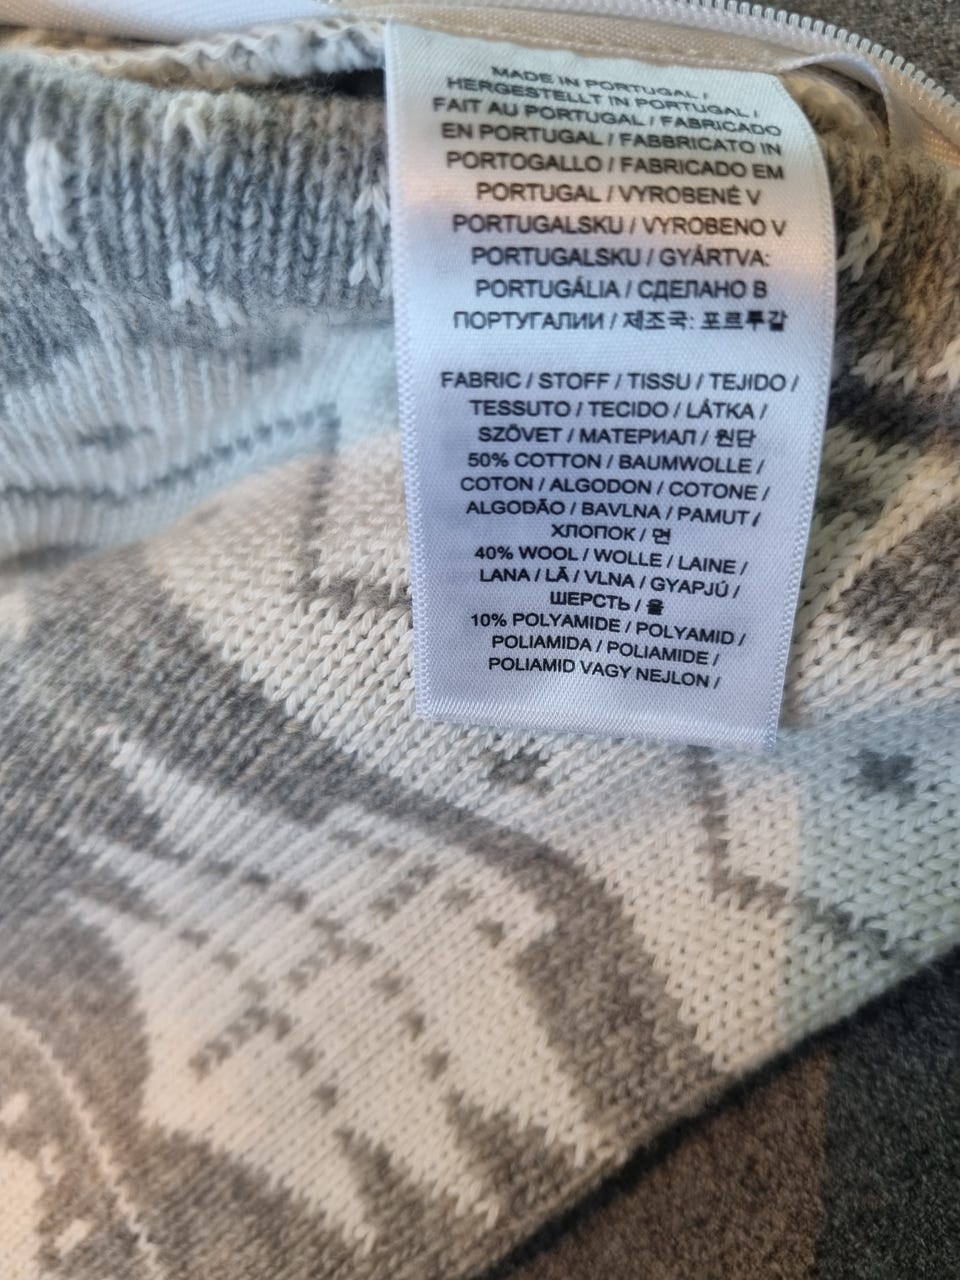 MADE IN PORTUGAL /
HERGESTELLT IN PORTUGAL /
FAIT AU PORTUGAL / FABRICADO
EN PORTUGAL / FABBRICATO IN
PORTOGALLO / FABRICADO EM
PORTUGAL / VYROBENÉ V
PORTUGALSKU / VYROBENO V
PORTUGALSKU / GYÁRTVA:
PORTUGÁLIA / СДЕЛАНО В
ПОРТУГАЛИИ / 제조국: 포르투갈
FABRIC / STOFF / TISSU / TEJIDO /
TESSUTO / TECIDO / LÁTKA /
SZÖVET / МАТЕРИАЛ / 원단
50% COTTON / BAUMWOLLE /
COTON / ALGODON / COTONE /
ALGODÃO / BAVLNA / PAMUT /
ХЛОПОК / 면
40% WOOL / WOLLE / LAINE /
LANA / LÃ / VLNA / GYAPJÚ /
ШЕРСТЬ / 울
10% POLYAMIDE / POLYAMID /
POLIAMIDA / POLIAMIDE /
POLIAMID VAGY NEJLON /